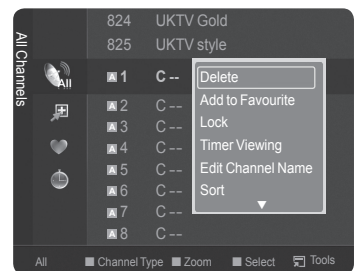 All Channels
824 UKTV Gold
825 UKTV style
All
A 1 C --
A 2 C --
A 3 C --
A 4 C --
A 5 C --
A 6 C --
A 7 C --
A 8 C --
Delete
Add to Favourite
Lock
Timer Viewing
Edit Channel Name
Sort
All Channel Type Zoom Select Tools